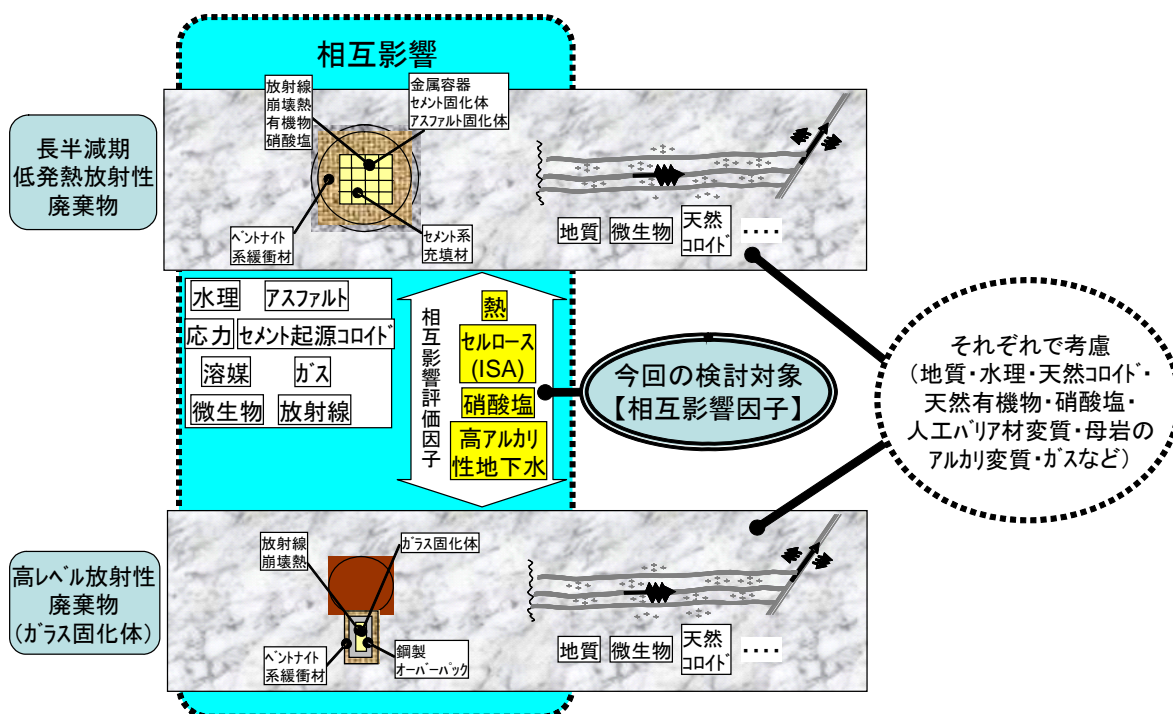 相互影響
長半減期
低発熱放射性
廃棄物
放射線
崩壊熱
有機物
硝酸塩
金属容器
セメント固化体
アスファルト固化体
ベントナイト
系緩衝材
セメント系
充填材
地質
微生物
天然
コロイド
････
水理
アスファルト
応力
セメント起源コロイド
溶媒
ガス
微生物
放射線
相互影響評価因子
熱
セルロース
(ISA)
硝酸塩
高アルカリ
性地下水
今回の検討対象
【相互影響因子】
それぞれで考慮
(地質・水理・天然コロイド・
天然有機物・硝酸塩・
人工バリア材変質・母岩の
アルカリ変質・ガスなど)
高レベル放射性
廃棄物
(ガラス固化体)
放射線
崩壊熱
ガラス固化体
ベントナイト
系緩衝材
鋼製
オーバーパック
地質
微生物
天然
コロイド
････